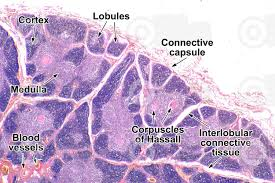 Cortex
Lobules
Connective
capsule
Medulla
Blood
vessels
Corpuscles
of Hassall
Interlobular
connective
tissue